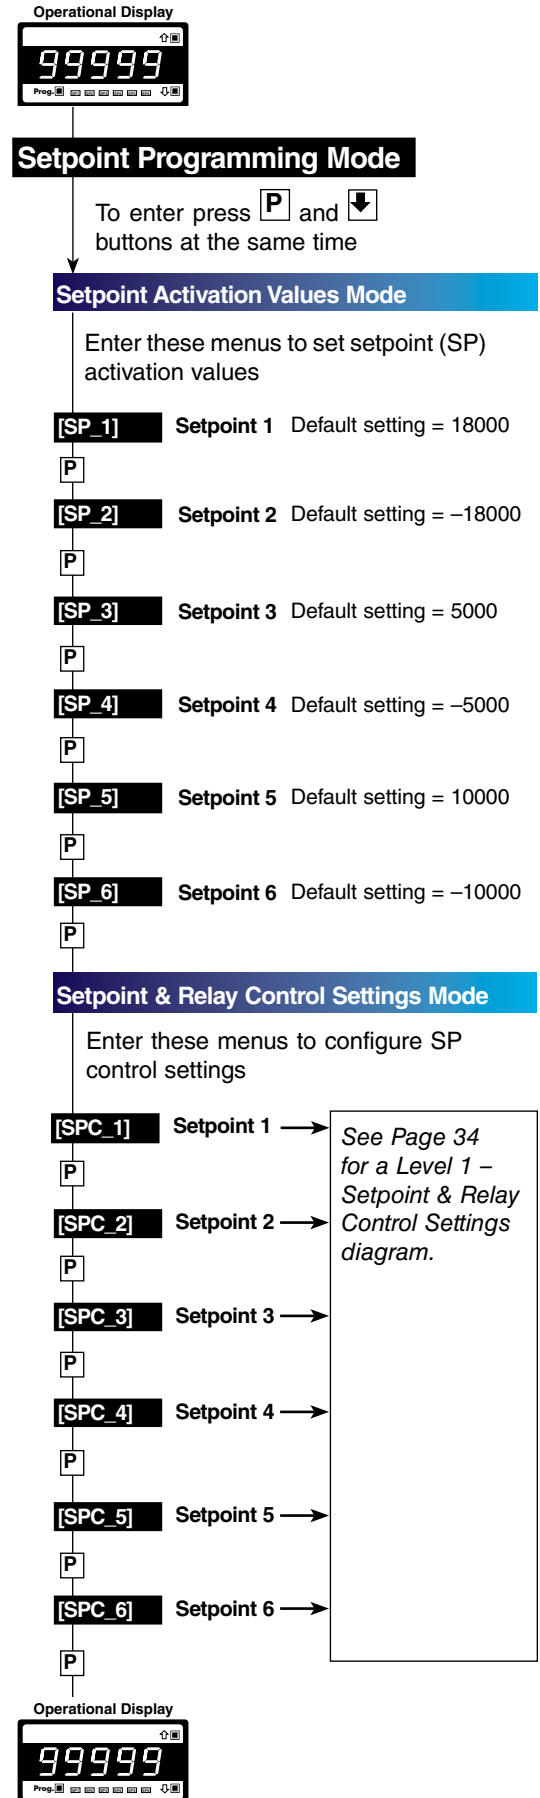 Operational Display
99999
Prog.
Setpoint Programming Mode
To enter press P and
buttons at the same time
Setpoint Activation Values Mode
Enter these menus to set setpoint (SP)
activation values
[SP_1] Setpoint 1 Default setting = 18000
P
[SP_2] Setpoint 2 Default setting = –18000
P
[SP_3] Setpoint 3 Default setting = 5000
P
[SP_4] Setpoint 4 Default setting = –5000
P
[SP_5] Setpoint 5 Default setting = 10000
P
[SP_6] Setpoint 6 Default setting = –10000
P
Setpoint & Relay Control Settings Mode
Enter these menus to configure SP
control settings
[SPC_1] Setpoint 1
See Page 34
for a Level 1 –
Setpoint & Relay
Control Settings
diagram.
P
[SPC_2] Setpoint 2
P
[SPC_3] Setpoint 3
P
[SPC_4] Setpoint 4
P
[SPC_5] Setpoint 5
P
[SPC_6] Setpoint 6
P
Operational Display
99999
Prog.